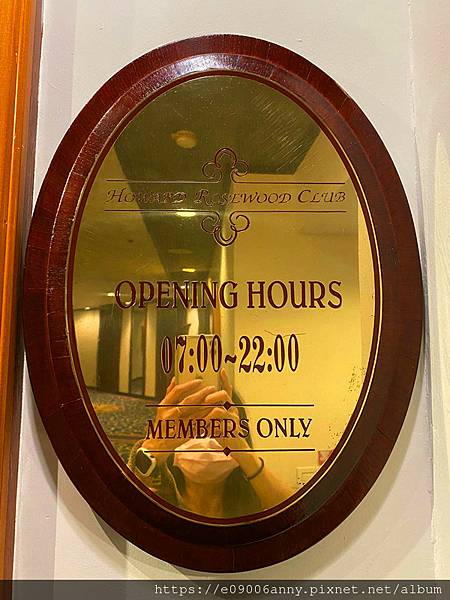 HOWARD ROSEWOOD CLUB
OPENING HOURS
07:00~22:00
MEMBERS ONLY
https://e09006anny.pixnet.net/album